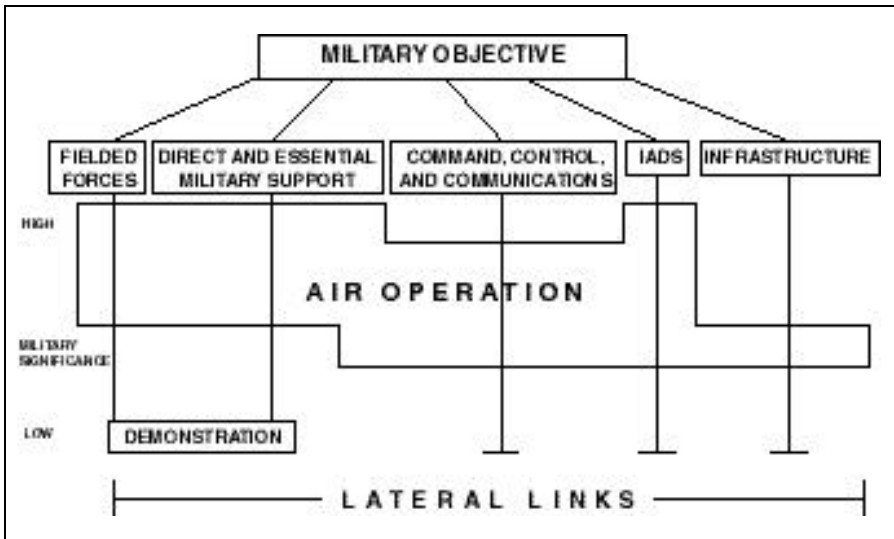 MILITARY OBJECTIVE
FIELDED
FORCES
DIRECT AND ESSENTIAL
MILITARY SUPPORT
COMMAND, CONTROL,
AND COMMUNICATIONS
IADS
INFRASTRUCTURE
HIGH
AIR OPERATION
MILITARY
SIGNIFICANCE
LOW
DEMONSTRATION
LATERAL LINKS